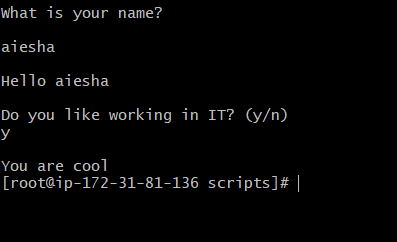 What is your name?
aiesha
Hello aiesha
Do you like working in IT? (y/n)
y
You are cool
[root@ip-172-31-81-136 scripts]#